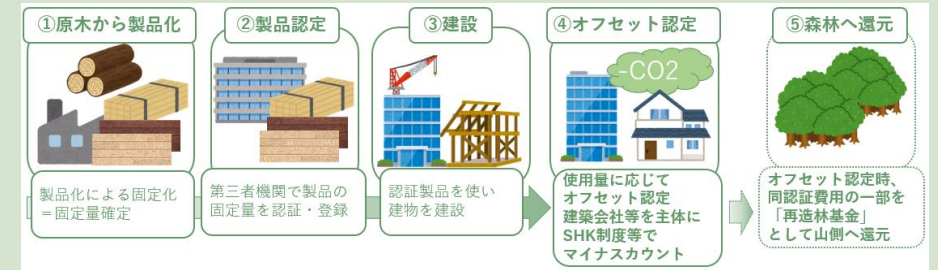 ①原木から製品化
②製品認定
③建設
④オフセット認定
⑤森林へ還元
-CO2
製品化による固定化
＝固定量確定
第三者機関で製品の
固定量を認証・登録
認証製品を使い
建物を建設
使用量に応じて
オフセット認定
建築会社等を主体に
SHK制度等で
マイナスカウント
オフセット認定時、
同認証費用の一部を
「再造林基金」
として山側へ還元